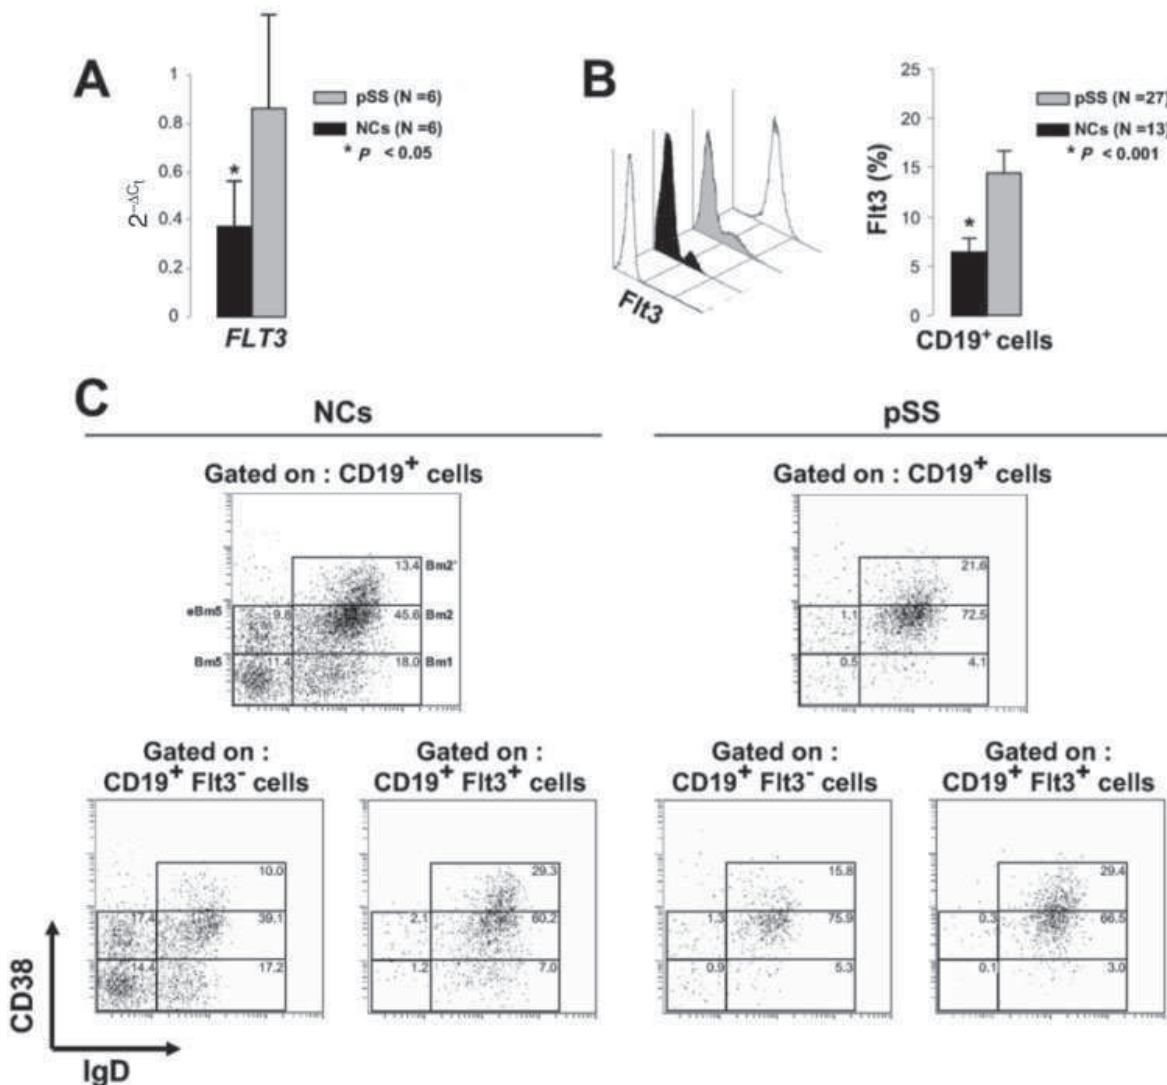 A
1
0.8
0.6
0.4
0.2
0
2^-ΔCt
pSS (N =6)
NCs (N =6)
* P < 0.05
*
FLT3
B
Flt3
25
20
15
10
5
0
Flt3 (%)
pSS (N =27)
NCs (N =13)
* P < 0.001
*
CD19+ cells
C
NCs
pSS
Gated on : CD19+ cells
13.4 Bm2'
eBm5 9.8 45.6 Bm2
Bm5 11.4 18.0 Bm1
Gated on : CD19+ cells
21.6
1.1 72.5
0.5 4.1
Gated on :
CD19+ Flt3- cells
10.0
17.4 39.1
14.4 17.2
Gated on :
CD19+ Flt3+ cells
29.3
2.1 60.2
1.2 7.0
Gated on :
CD19+ Flt3- cells
15.8
1.3 75.9
0.9 5.3
Gated on :
CD19+ Flt3+ cells
29.4
0.3 66.5
0.1 3.0
CD38
IgD